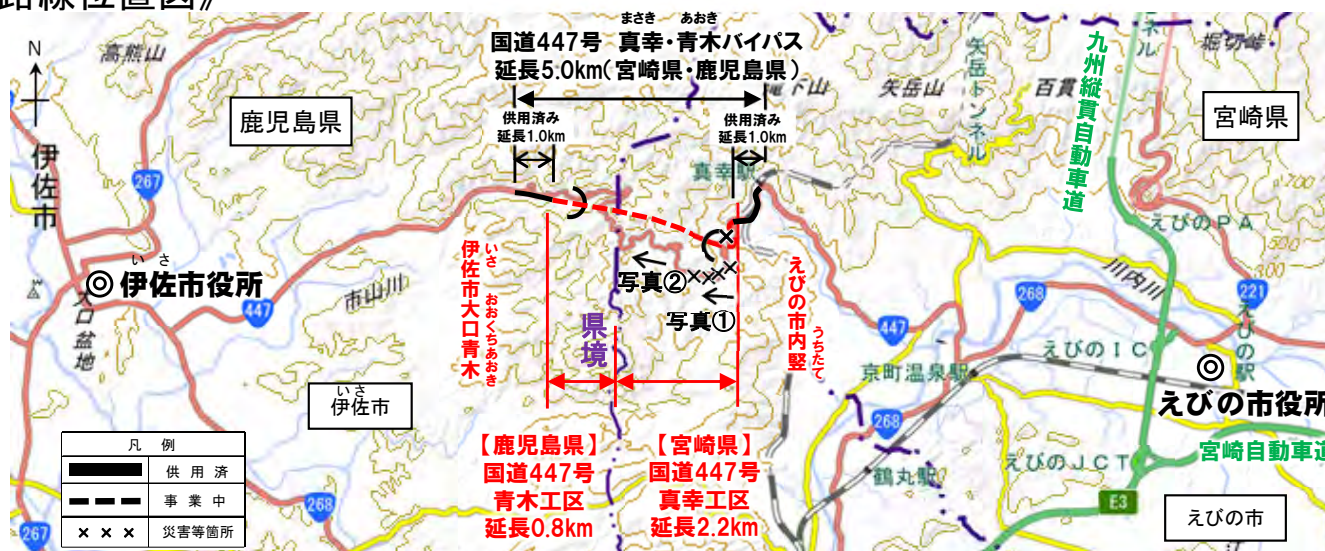 路線位置図》
まさき あおき
国道447号 真幸・青木バイパス
延長5.0km(宮崎県・鹿児島県)
供用済み
延長1.0km
供用済み
延長1.0km
N
高熊山
鹿児島県
伊佐市
267
矢岳山
矢岳トンネル
百貫
九州縦貫自動車道
堀切峠
宮崎県
真幸駅
えびのPA
700
300
川内川
221
268
447
いさ
伊佐市役所
大口盆地
市山川
447
いさ おおくちあおき
伊佐市大口青木
県境
写真②
写真①
うちたて
えびの市内竪
京町温泉駅
えびのIC
えびの駅
えびの市役所
宮崎自動車道
268
鶴丸駅
えびのJCT
E3
えびの市
いさ
伊佐市
凡 例
供 用 済
事 業 中
××× 災害等箇所
267
268
【鹿児島県】
国道447号
青木工区
延長0.8km
【宮崎県】
国道447号
真幸工区
延長2.2km